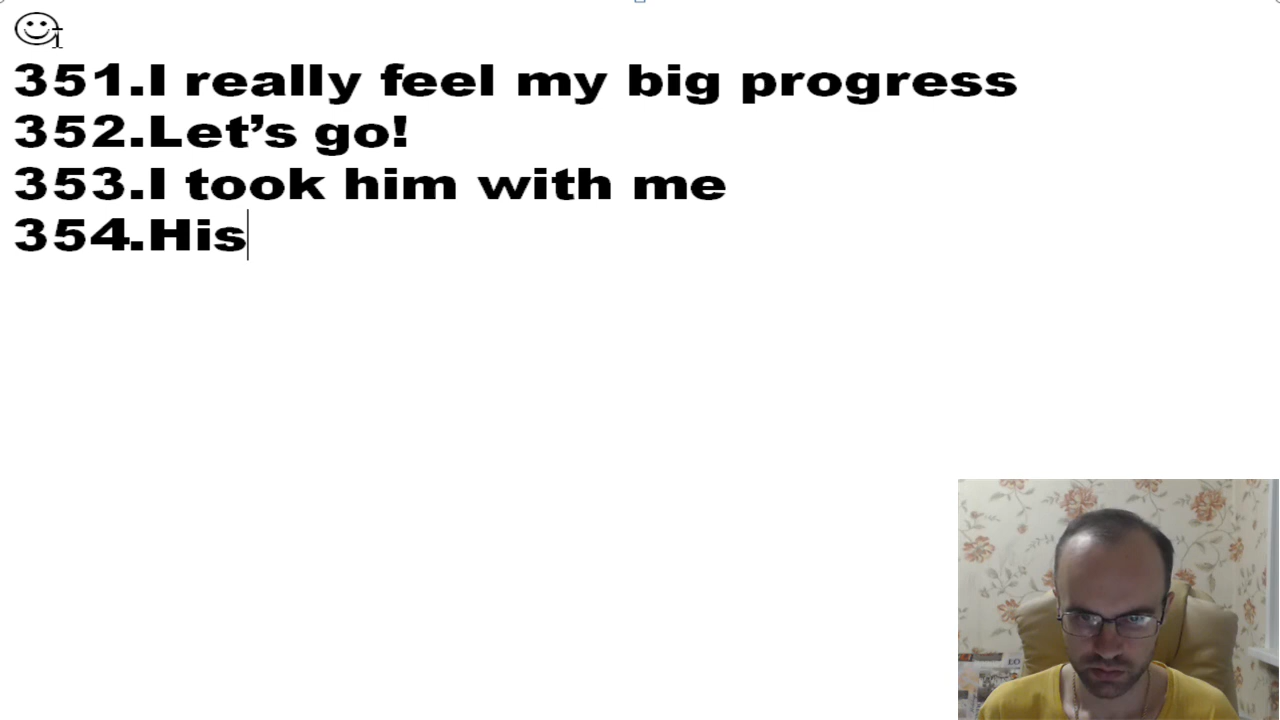 351.I really feel my big progress
352.Let’s go!
353.I took him with me
354.His